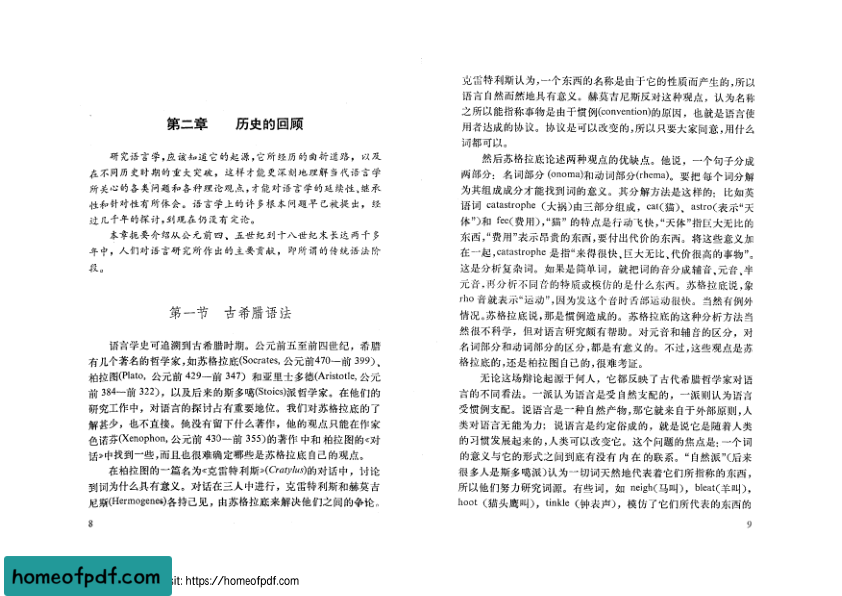 第二章 历史的回顾
研究语言学,应该知道它的起源,它所经历的曲折道路,以及
在不同历史时期的重大突破,这样才能更深刻地理解当代语言学
所关心的各类问题和各种理论观点,才能对语言学的延续性、继承
性和针对性有所体会。语言学上的许多根本问题早已被提出,经
过几千年的探讨,到现在仍没有定论。
本章扼要介绍从公元前四、五世纪到十八世纪末长达两千多
年中,人们对语言研究所作出的主要贡献,即所谓的传统语法阶
段。
第一节 古希腊语法
语言学史可追溯到古希腊时期。公元前五至前四世纪,希腊
有几个著名的哲学家,如苏格拉底(Socrates, 公元前470—前 399)、
柏拉图(Plato, 公元前 429—前 347) 和亚里士多德(Aristotle, 公元
前 384—前 322), 以及后来的斯多噶(Stoics)派哲学家。在他们的
研究工作中,对语言的探讨占有重要地位。我们对苏格拉底的了
解甚少,也不直接。他没有留下什么著作,他的观点只能在作家
色诺芬(Xenophon, 公元前 430—前 355)的著作中和柏拉图的«对
话»中找到一些,而且也很难确定哪些是苏格拉底自己的观点。
在柏拉图的一篇名为«克雷特利斯»(Cratylus)的对话中,讨论
到词为什么具有意义。对话在三人中进行,克雷特利斯和赫莫吉
尼斯(Hermogenes)各持己见,由苏格拉底来解决他们之间的争论。
8
克雷特利斯认为,一个东西的名称是由于它的性质而产生的,所以
语言自然而然地具有意义。赫莫吉尼斯反对这种观点,认为名称
之所以能指称事物是由于惯例(convention)的原因,也就是语言使
用者达成的协议。协议是可以改变的,所以只要大家同意,用什么
词都可以。
然后苏格拉底论述两种观点的优缺点。他说,一个句子分成
两部分:名词部分 (onoma)和动词部分(rhema)。要把每个词分解
为其组成成分才能找到词的意义。其分解方法是这样的:比如英
语词 catastrophe (大祸)由三部分组成,cat(猫)、astro(表示“天
体”)和 fee(费用),“猫” 的特点是行动飞快,“天体”指巨大无比的
东西,“费用”表示昂贵的东西,要付出代价的东西。将这些意义加
在一起,catastrophe 是指“来得很快、巨大无比、代价很高的事物”。
这是分析复杂词。如果是简单词,就把词的音分成辅音、元音、半
元音,再分析不同音的特质或模仿的是什么东西。苏格拉底说,象
rho 音就表示“运动”,因为发这个音时舌部运动很快。当然有例外
情况。苏格拉底说,那是惯例造成的。苏格拉底的这种分析方法当
然很不科学,但对语言研究颇有帮助。对元音和辅音的区分,对
名词部分和动词部分的区分,都是有意义的。不过,这些观点是苏
格拉底的,还是柏拉图自己的,很难考证。
无论这场辩论起源于何人,它都反映了古代希腊哲学家对语
言的不同看法。一派认为语言是受自然支配的,一派则认为语言
受惯例支配。说语言是一种自然产物,那它就来自于外部原则,人
类对语言无能为力;说语言是约定俗成的,就是说它是随着人类
的习惯发展起来的,人类可以改变它。这个问题的焦点是:一个词
的意义与它的形式之间到底有没有内在的联系。“自然派”(后来
很多人是斯多噶派)认为一切词天然地代表着它们所指称的东西,
所以他们努力研究词源。有些词,如 neigh(马叫),bleat(羊叫),
hoot (猫头鹰叫),tinkle (钟表声),模仿了它们所代表的东西的
9
homeofpdf.com
sit: https://homeofpdf.com